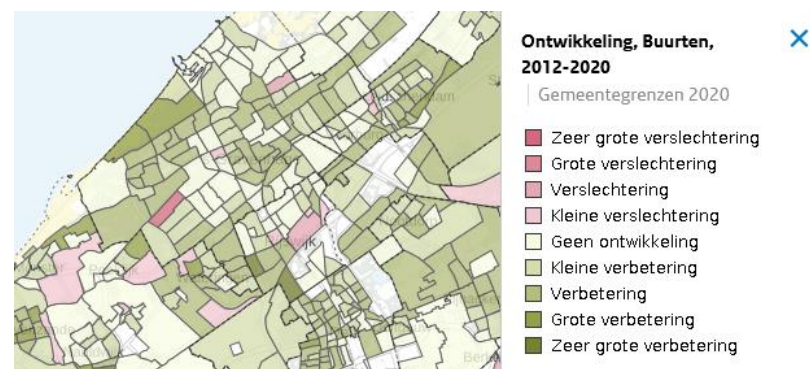 Ontwikkeling, Buurten,
2012-2020
Gemeentegrenzen 2020
Zeer grote verslechtering
Grote verslechtering
Verslechtering
Kleine verslechtering
Geen ontwikkeling
Kleine verbetering
Verbetering
Grote verbetering
Zeer grote verbetering